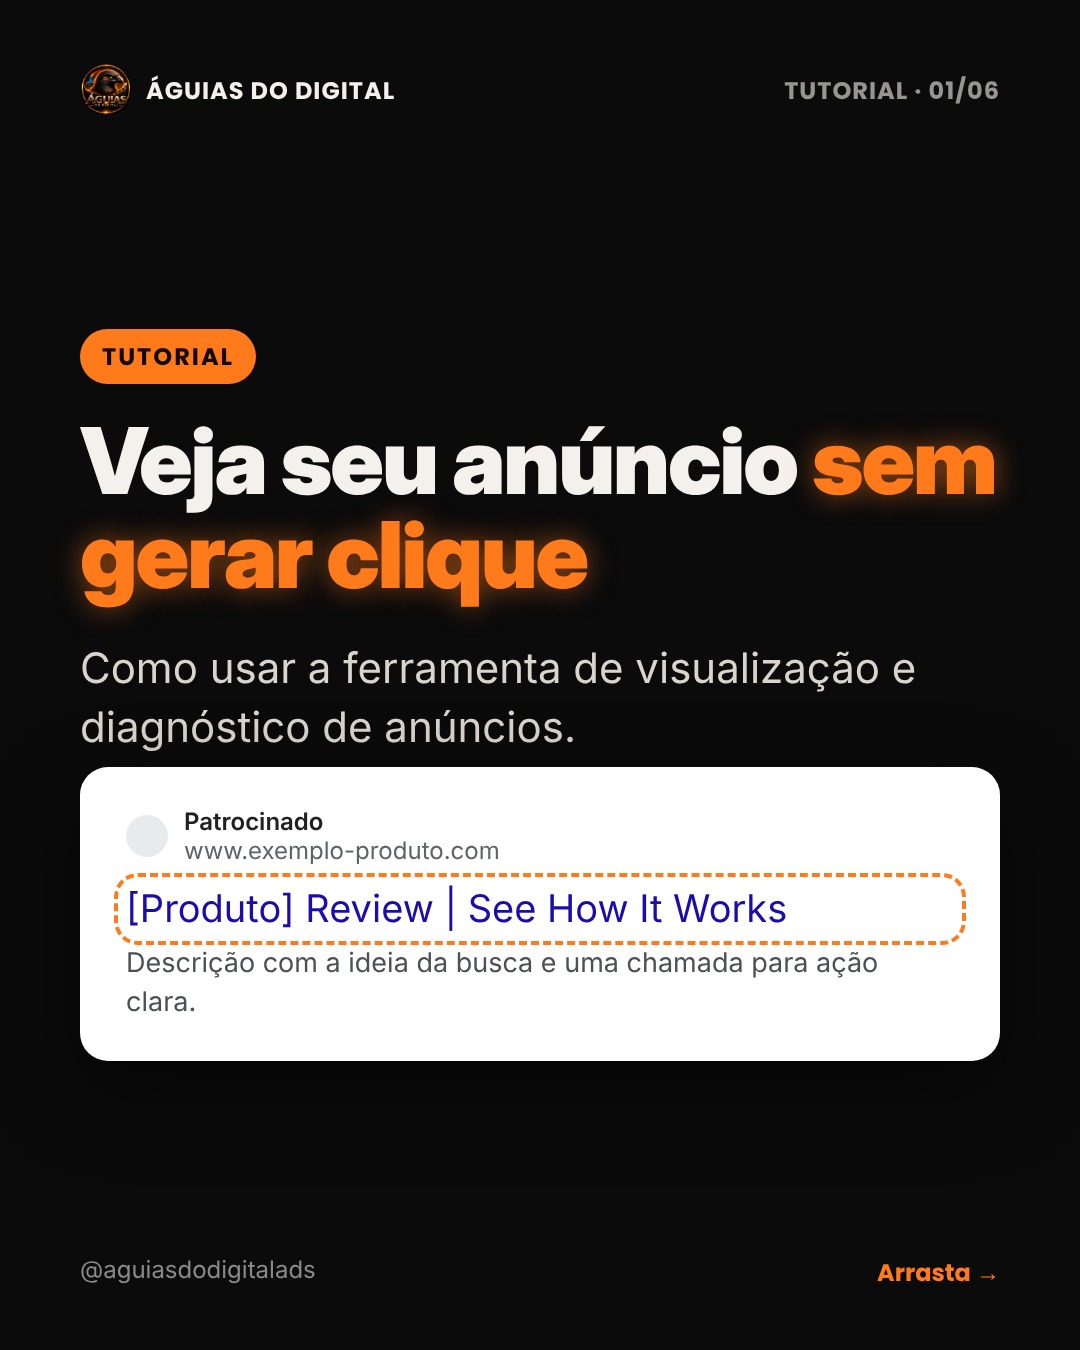 ÁGUIAS
ÁGUIAS DO DIGITAL
TUTORIAL · 01/06
TUTORIAL
Veja seu anúncio sem
gerar clique
Como usar a ferramenta de visualização e
diagnóstico de anúncios.
Patrocinado
www.exemplo-produto.com
[Produto] Review | See How It Works
Descrição com a ideia da busca e uma chamada para ação
clara.
@aguiasdodigitalads
Arrasta →